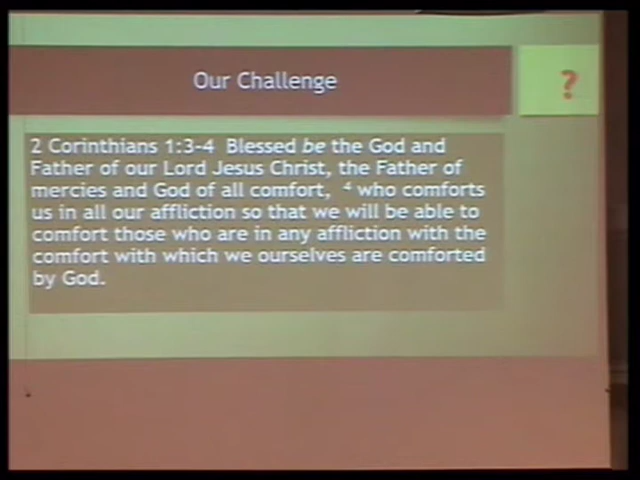 Our Challenge
?
2 Corinthians 1:3-4 Blessed be the God and
Father of our Lord Jesus Christ, the Father of
mercies and God of all comfort, ⁴ who comforts
us in all our affliction so that we will be able to
comfort those who are in any affliction with the
comfort with which we ourselves are comforted
by God.